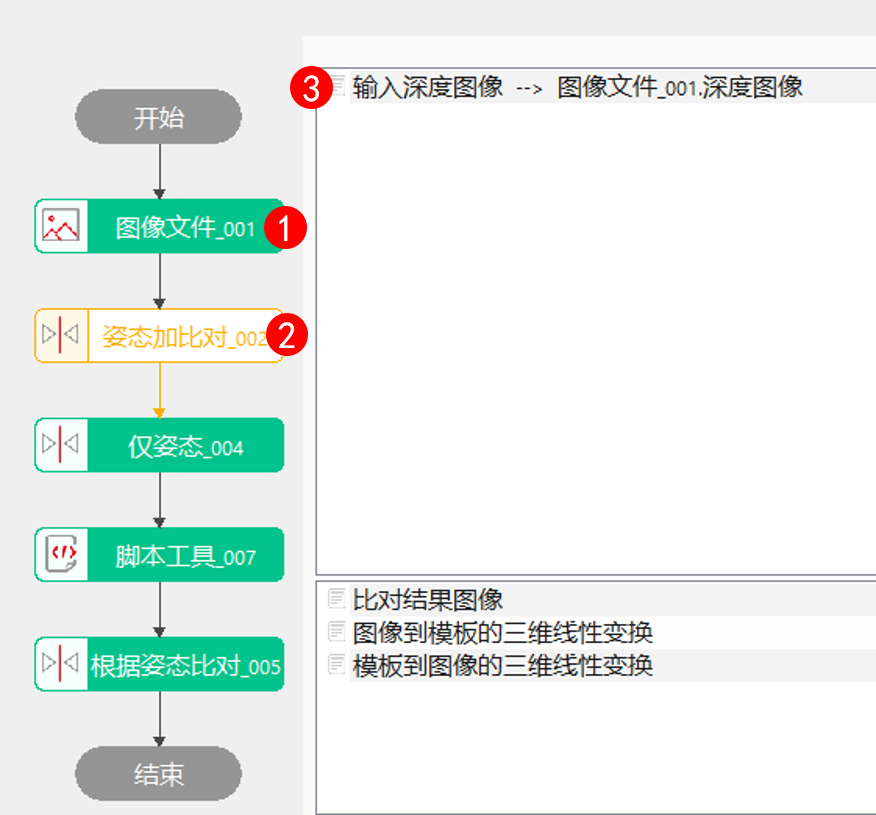 开始
图像文件_001
1
姿态加比对_002
2
仅姿态_004
脚本工具_007
根据姿态比对_005
结束
3
输入深度图像 --> 图像文件_001.深度图像
比对结果图像
图像到模板的三维线性变换
模板到图像的三维线性变换